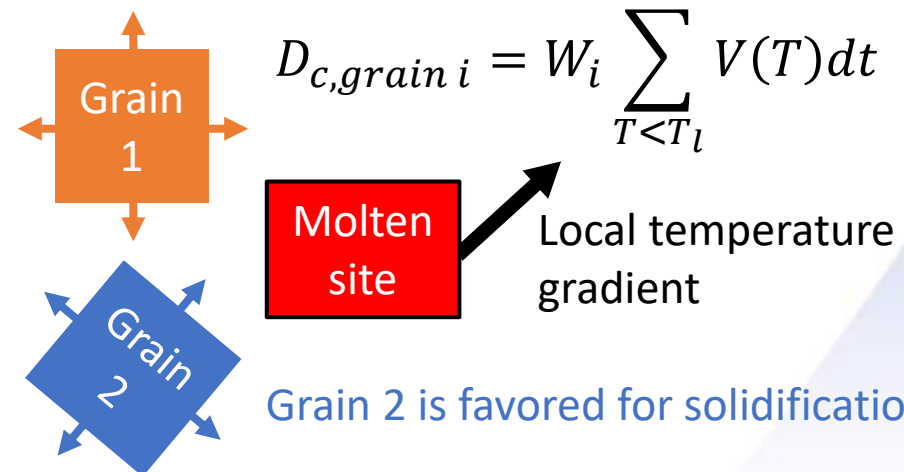 Grain
1
D_{c,grain i} = W_i \sum_{T<T_l} V(T)dt
Molten
site
Local temperature
gradient
Grain
2
Grain 2 is favored for solidificatio